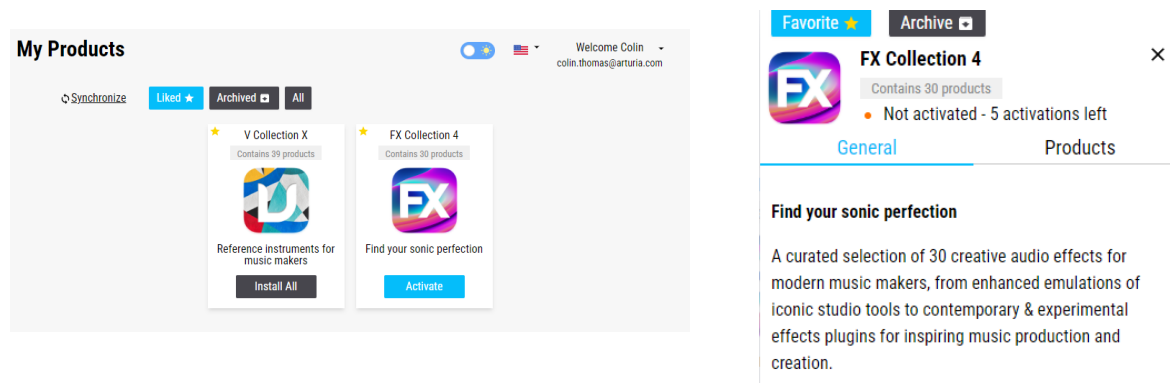 My Products
Welcome Colin
colin.thomas@arturia.com
Synchronize
Liked
Archived
All
V Collection X
Contains 39 products
Reference instruments for
music makers
Install All
FX Collection 4
Contains 30 products
FX
Find your sonic perfection
Activate
Favorite
Archive
FX
FX Collection 4
Contains 30 products
Not activated - 5 activations left
General
Products
Find your sonic perfection
A curated selection of 30 creative audio effects for
modern music makers, from enhanced emulations of
iconic studio tools to contemporary & experimental
effects plugins for inspiring music production and
creation.